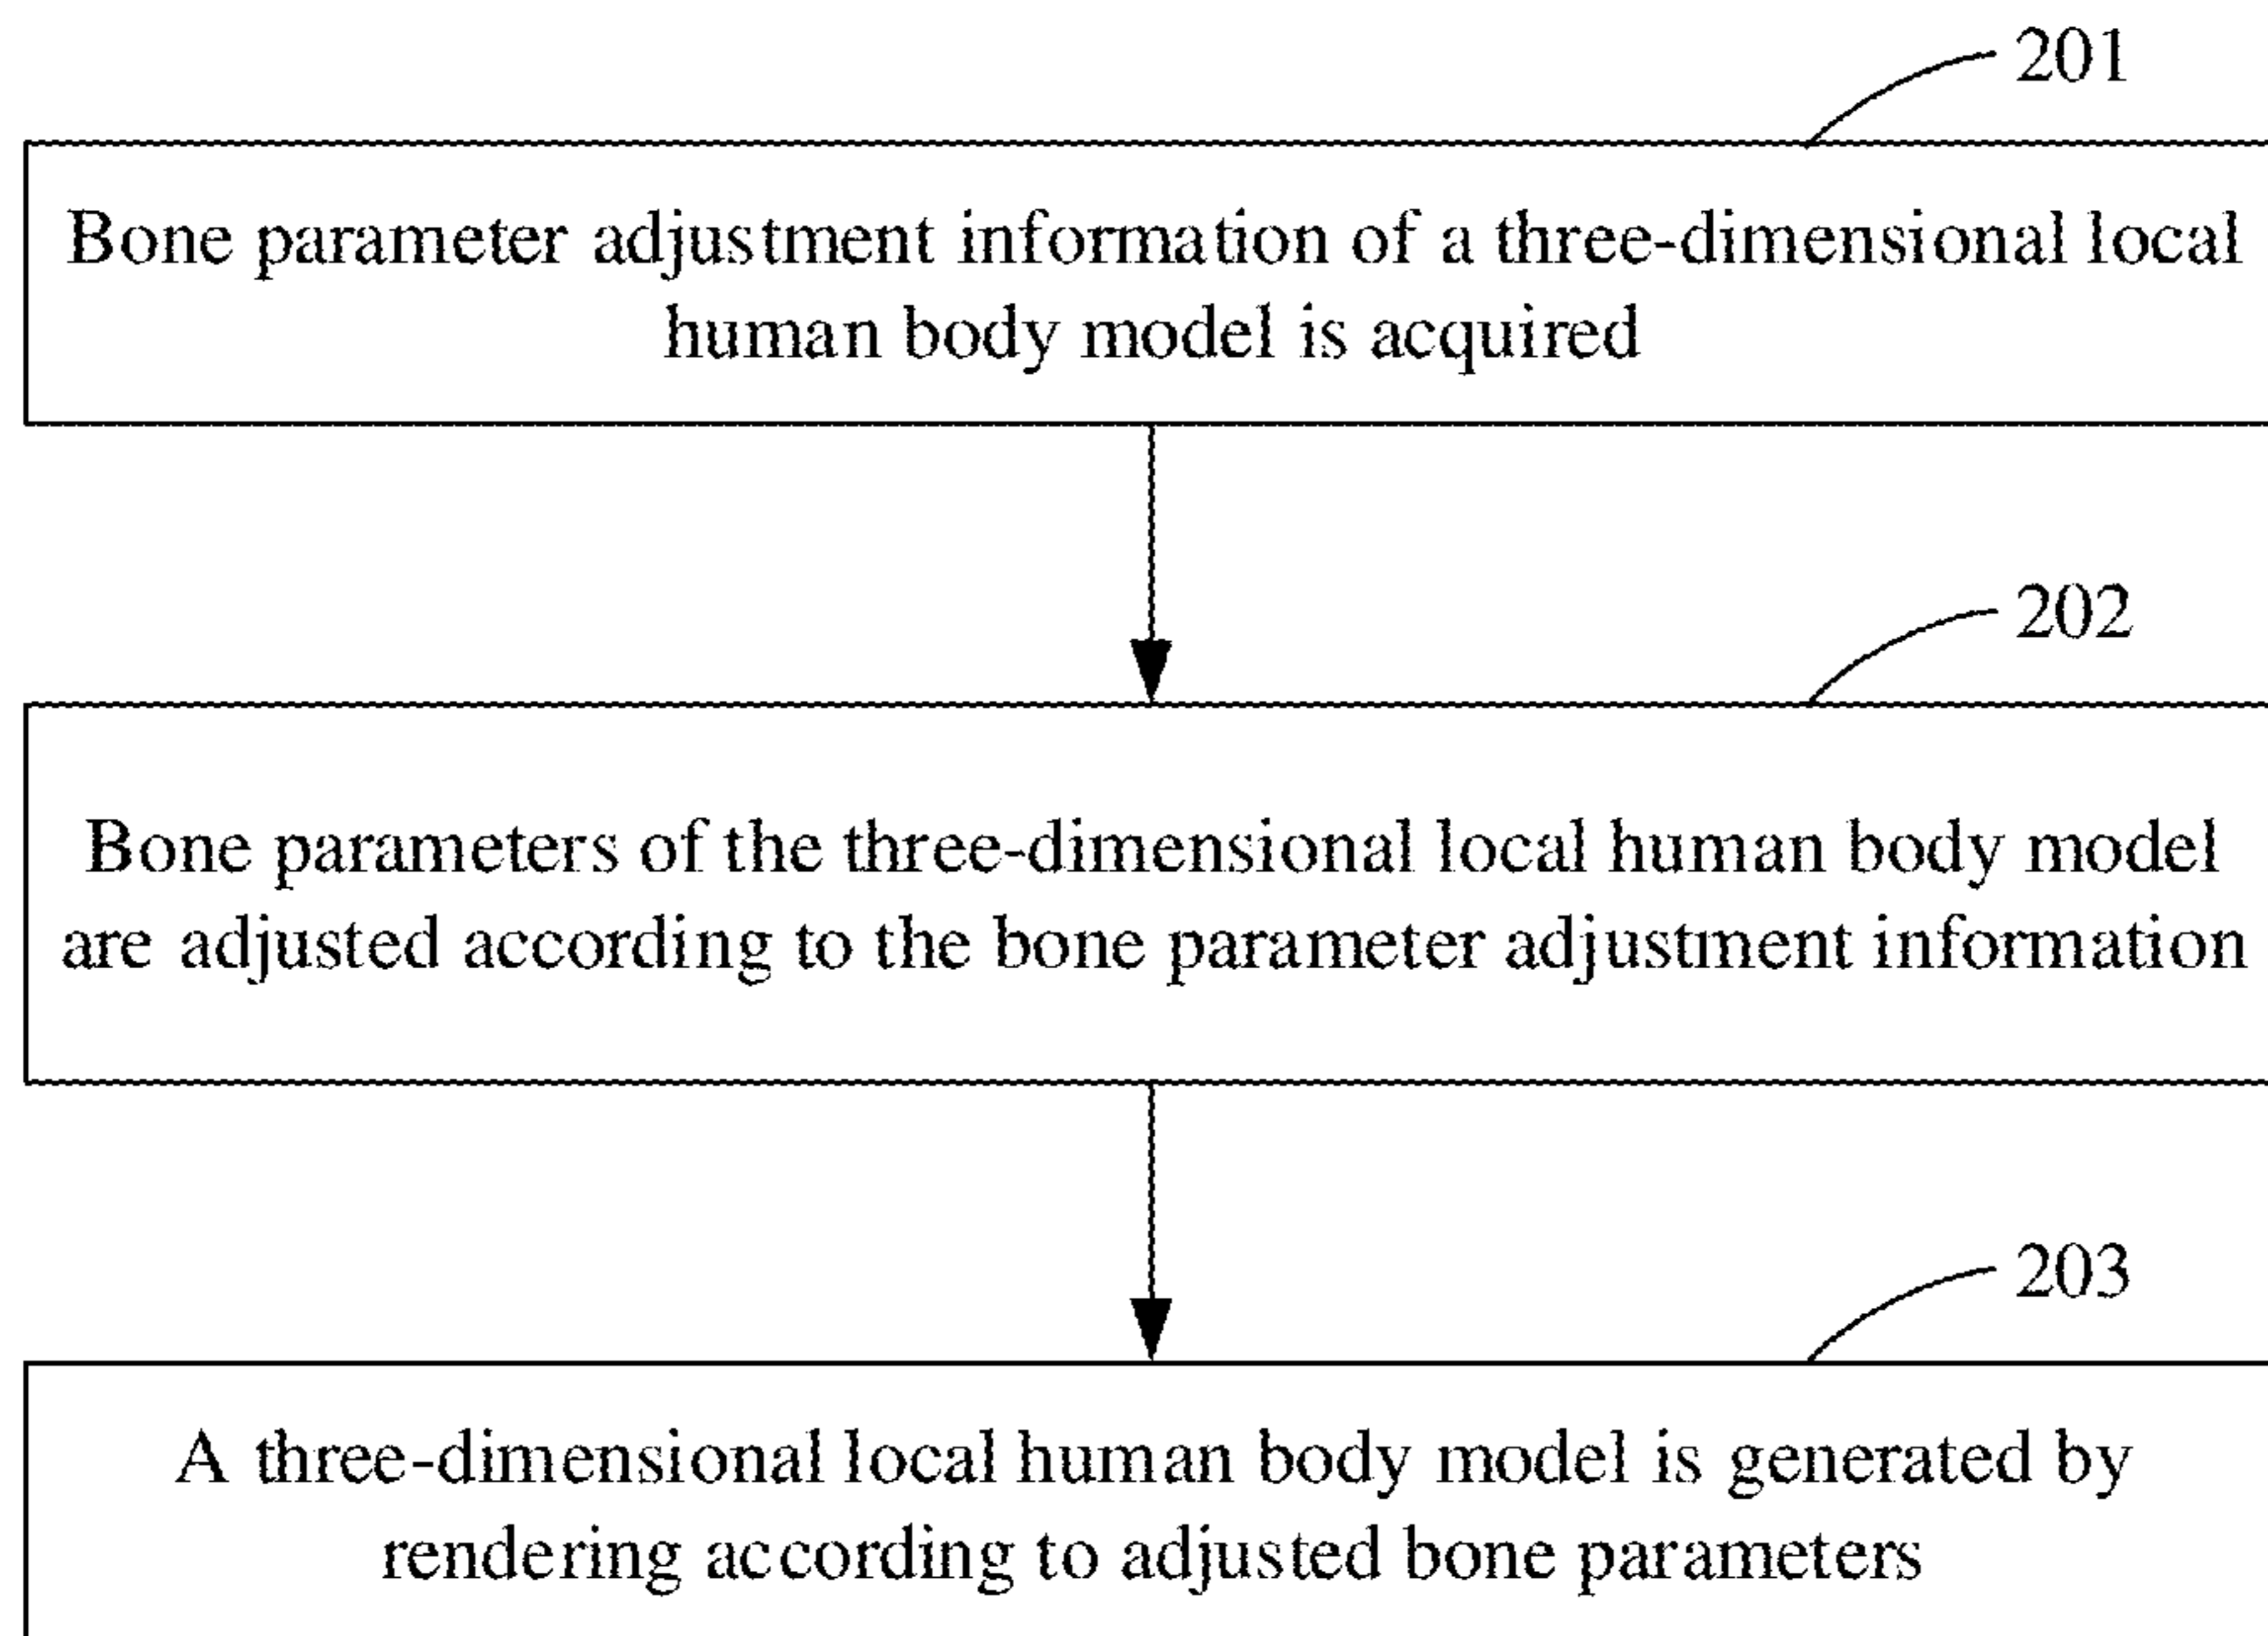 201
Bone parameter adjustment information of a three-dimensional local
human body model is acquired
202
Bone parameters of the three-dimensional local human body model
are adjusted according to the bone parameter adjustment information
203
A three-dimensional local human body model is generated by
rendering according to adjusted bone parameters